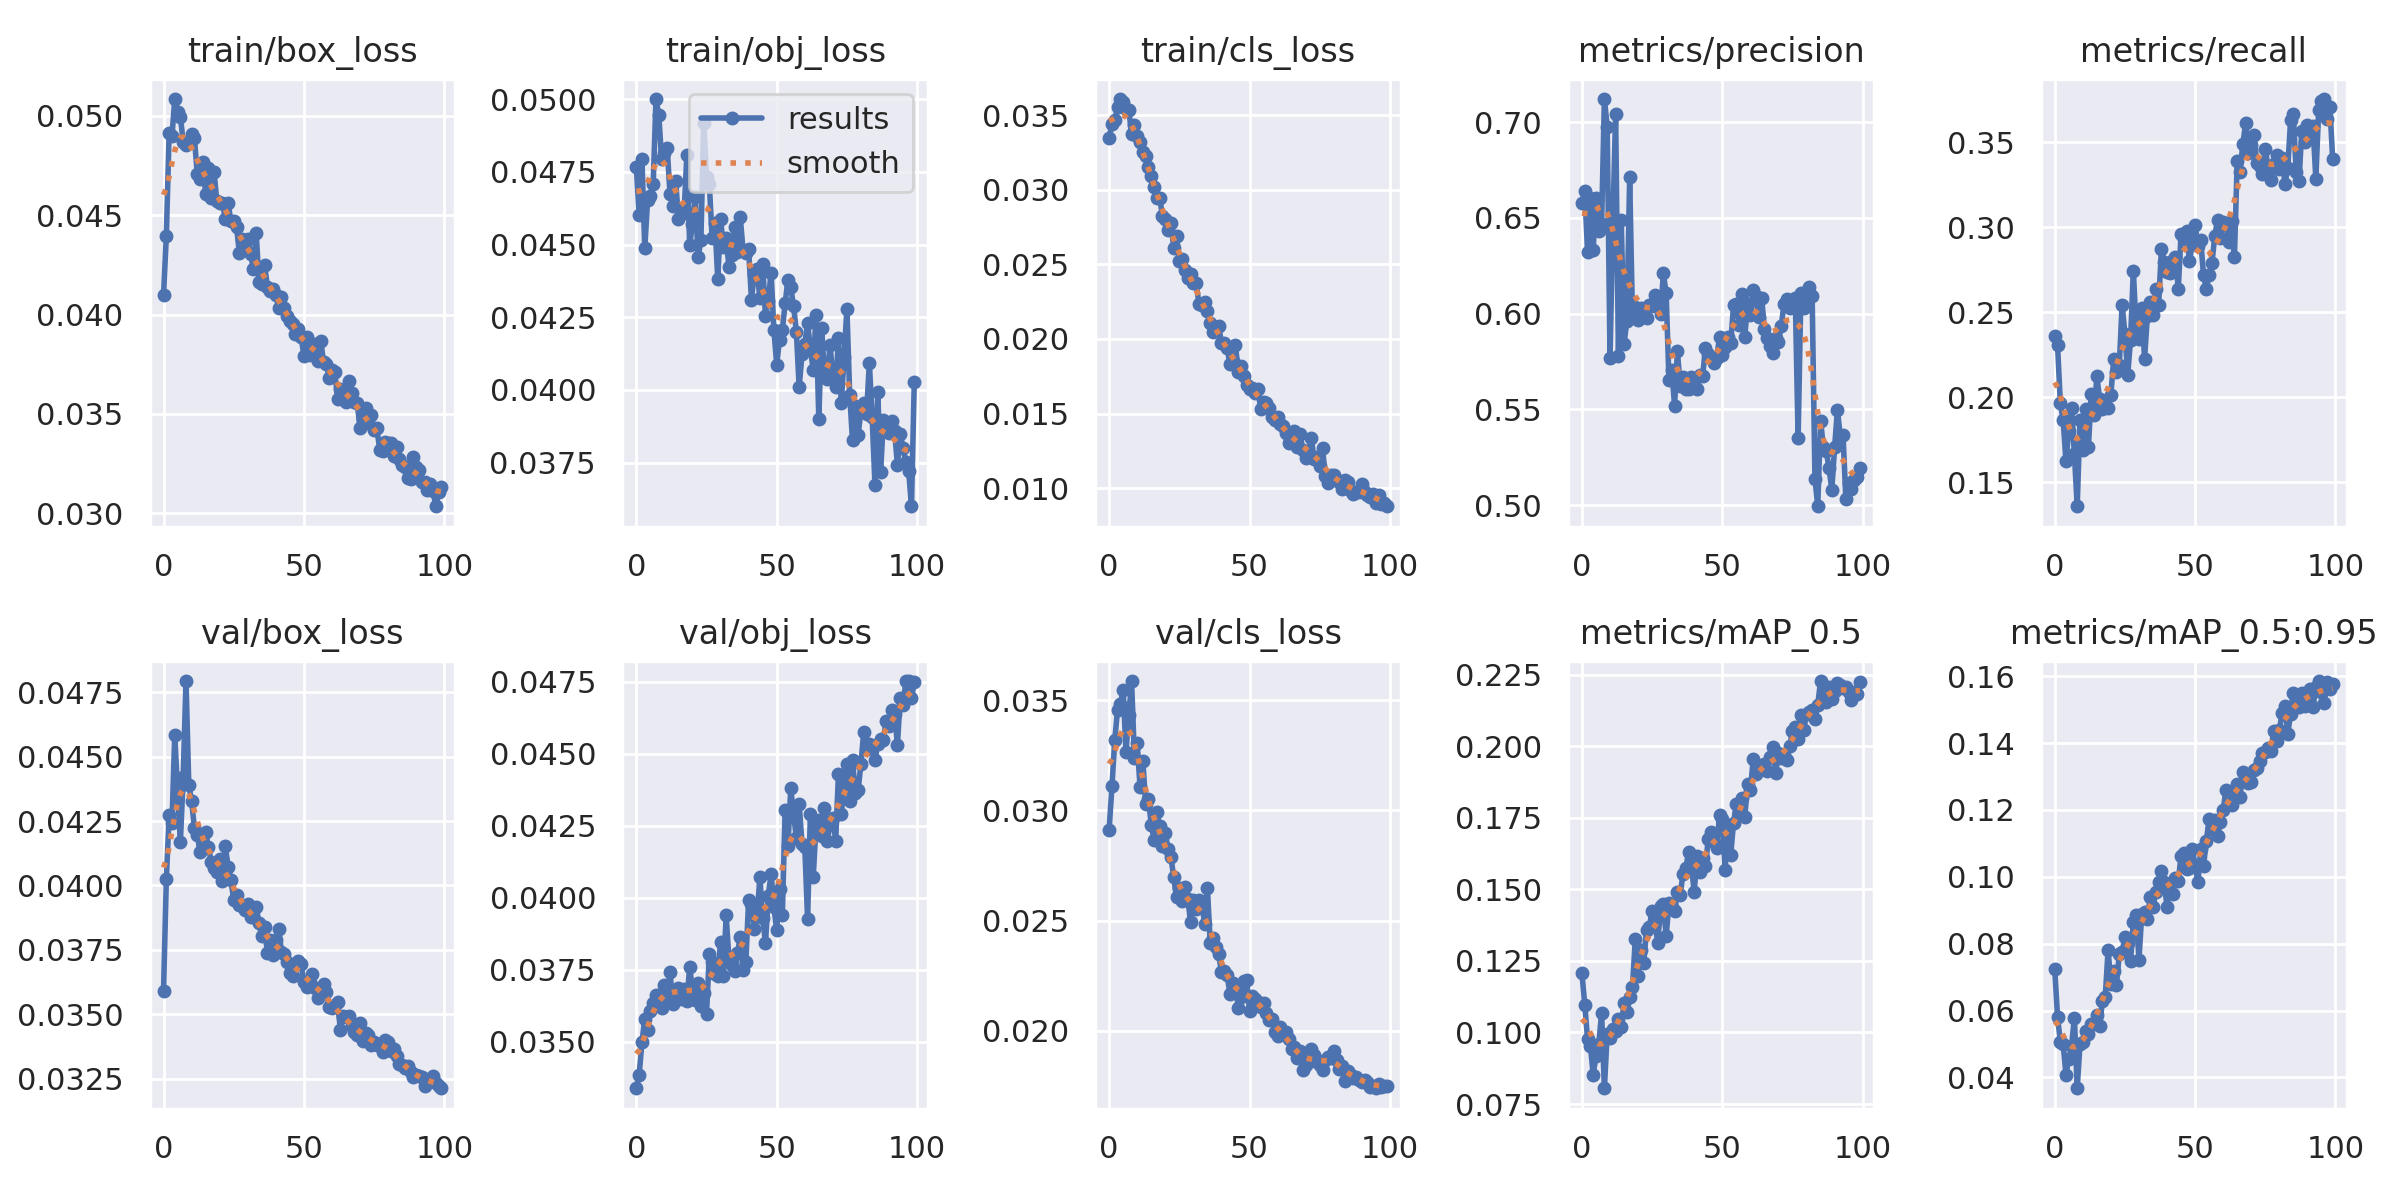 train/box_loss
0.050
0.045
0.040
0.035
0.030
0 50 100
train/obj_loss
results
smooth
0.0500
0.0475
0.0450
0.0425
0.0400
0.0375
0 50 100
train/cls_loss
0.035
0.030
0.025
0.020
0.015
0.010
0 50 100
metrics/precision
0.70
0.65
0.60
0.55
0.50
0 50 100
metrics/recall
0.35
0.30
0.25
0.20
0.15
0 50 100
val/box_loss
0.0475
0.0450
0.0425
0.0400
0.0375
0.0350
0.0325
0 50 100
val/obj_loss
0.0475
0.0450
0.0425
0.0400
0.0375
0.0350
0 50 100
val/cls_loss
0.035
0.030
0.025
0.020
0 50 100
metrics/mAP_0.5
0.225
0.200
0.175
0.150
0.125
0.100
0.075
0 50 100
metrics/mAP_0.5:0.95
0.16
0.14
0.12
0.10
0.08
0.06
0.04
0 50 100